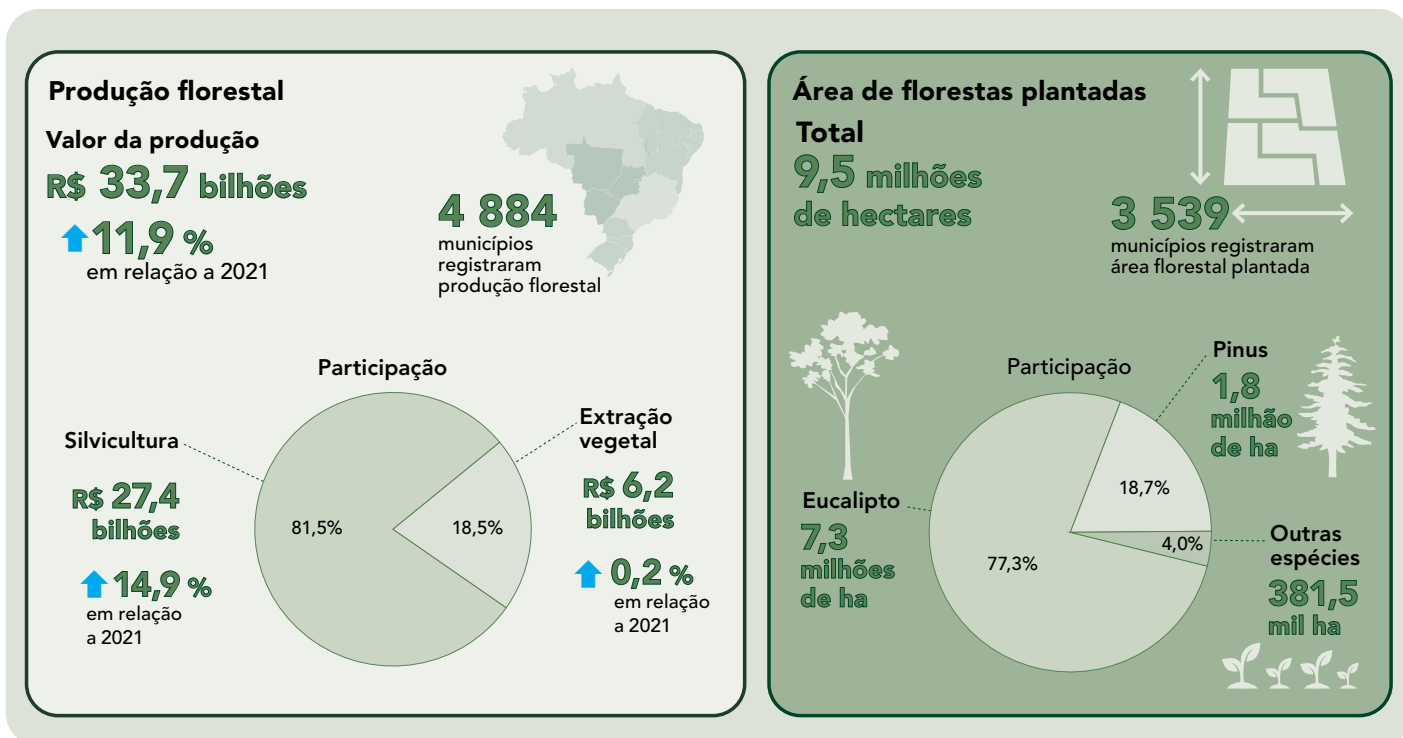 Produção florestal
Valor da produção
R$ 33,7 bilhões
11,9 %
em relação a 2021
4 884
municípios
registraram
produção florestal
Participação
Silvicultura
R$ 27,4
bilhões
14,9 %
em relação
a 2021
81,5%
18,5%
Extração
vegetal
R$ 6,2
bilhões
0,2 %
em relação
a 2021
Área de florestas plantadas
Total
9,5 milhões
de hectares
3 539
municípios registraram
área florestal plantada
Participação
Eucalipto
7,3
milhões
de ha
77,3%
18,7%
4,0%
Pinus
1,8
milhão
de ha
Outras
espécies
381,5
mil ha